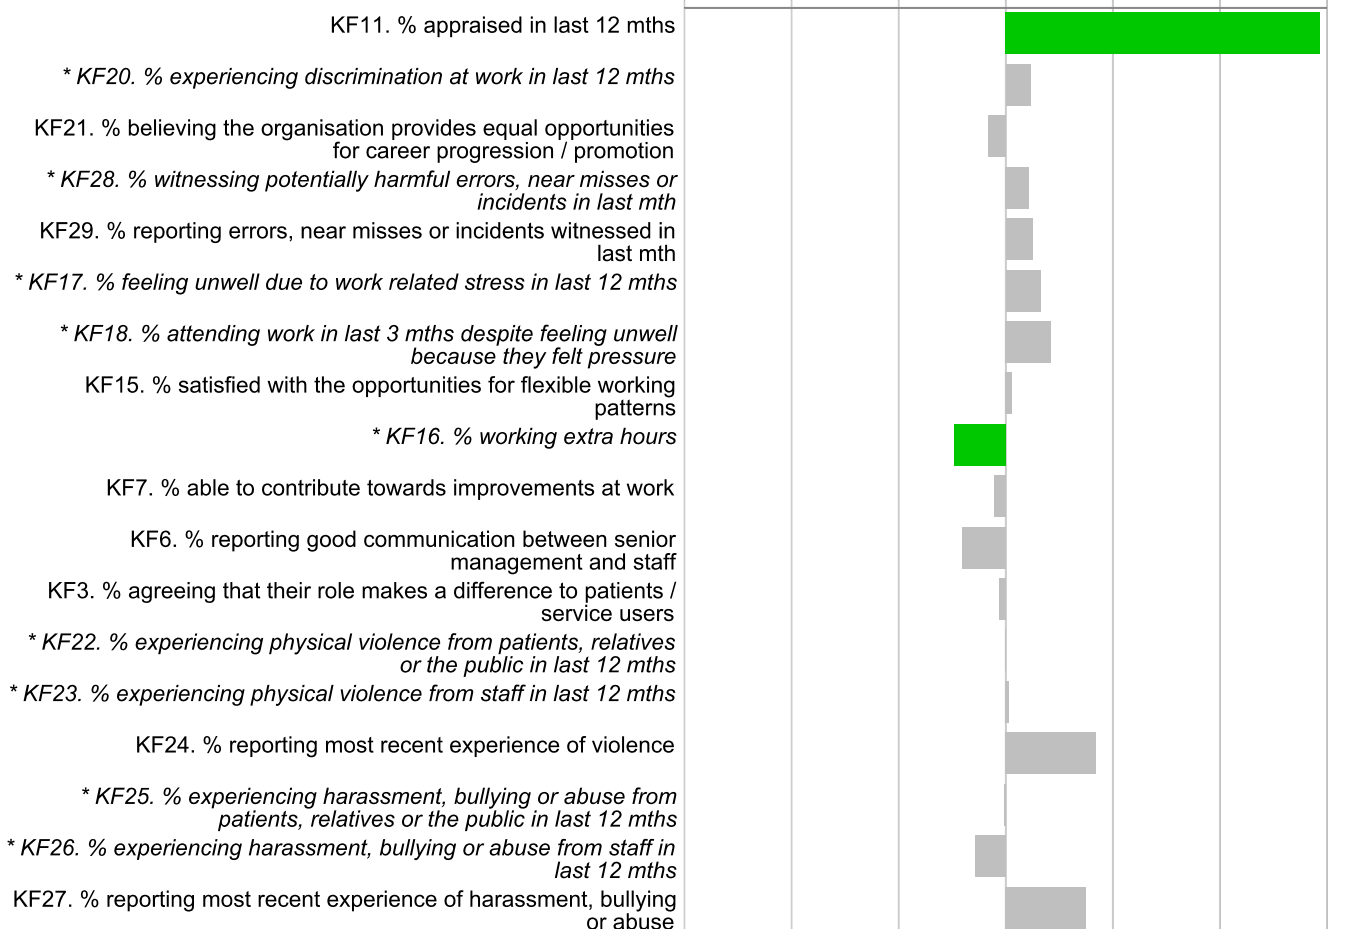 KF11. % appraised in last 12 mths
* KF20. % experiencing discrimination at work in last 12 mths
KF21. % believing the organisation provides equal opportunities
for career progression / promotion
* KF28. % witnessing potentially harmful errors, near misses or
incidents in last mth
KF29. % reporting errors, near misses or incidents witnessed in
last mth
* KF17. % feeling unwell due to work related stress in last 12 mths
* KF18. % attending work in last 3 mths despite feeling unwell
because they felt pressure
KF15. % satisfied with the opportunities for flexible working
patterns
* KF16. % working extra hours
KF7. % able to contribute towards improvements at work
KF6. % reporting good communication between senior
management and staff
KF3. % agreeing that their role makes a difference to patients /
service users
* KF22. % experiencing physical violence from patients, relatives
or the public in last 12 mths
* KF23. % experiencing physical violence from staff in last 12 mths
KF24. % reporting most recent experience of violence
* KF25. % experiencing harassment, bullying or abuse from
patients, relatives or the public in last 12 mths
* KF26. % experiencing harassment, bullying or abuse from staff in
last 12 mths
KF27. % reporting most recent experience of harassment, bullying
or abuse